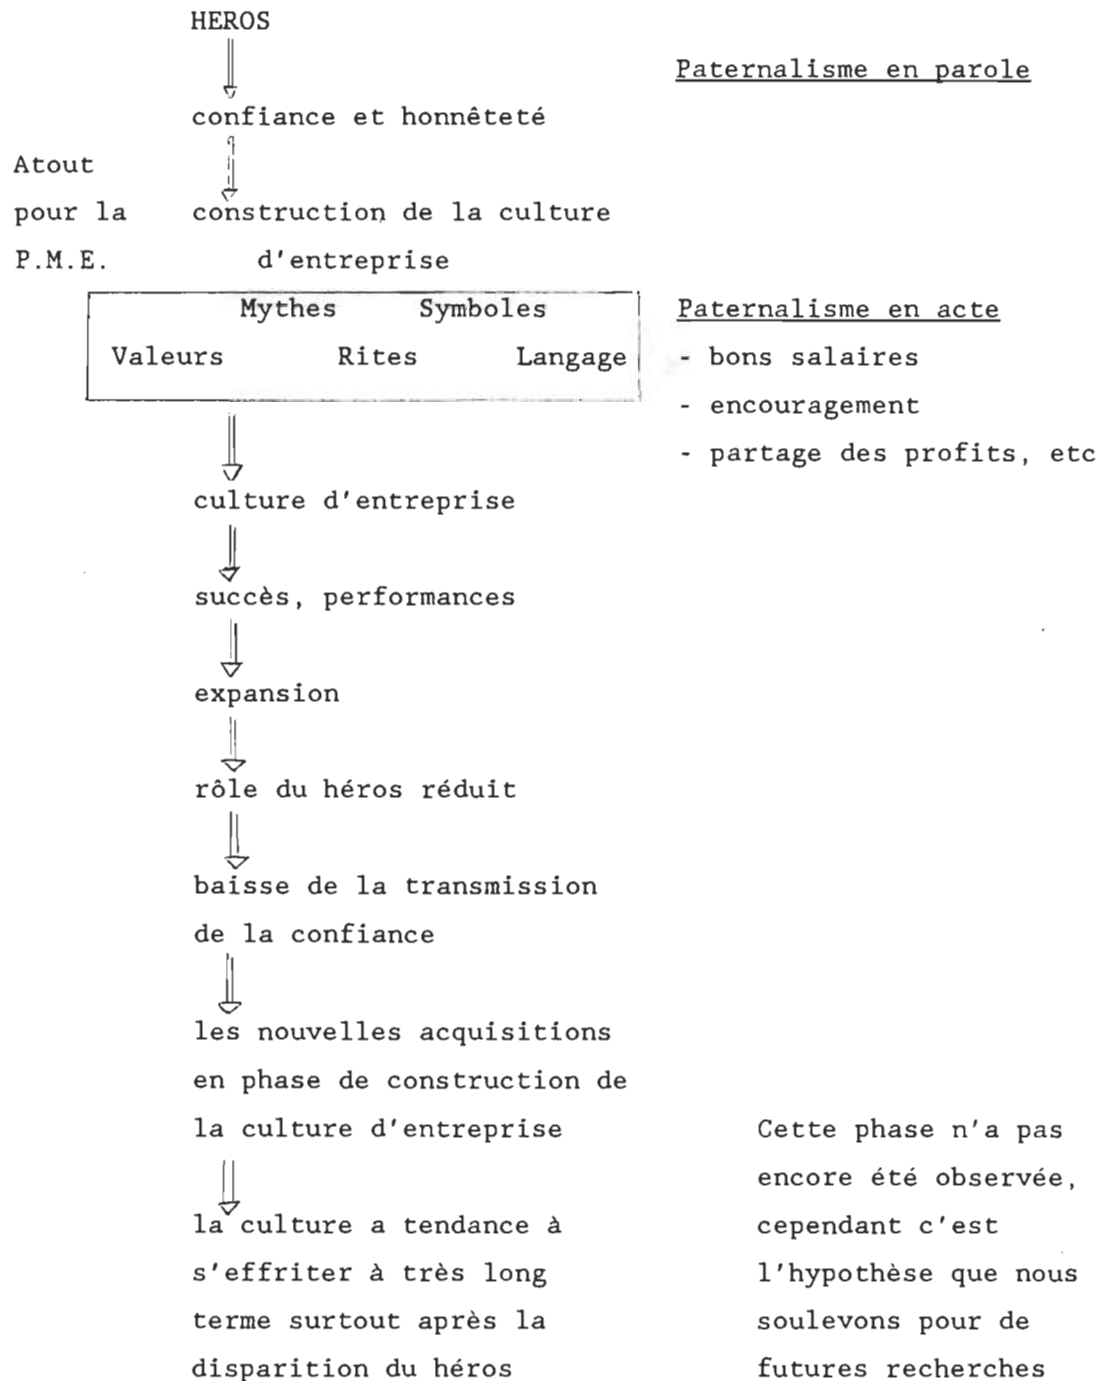 HEROS
Paternalisme en parole
confiance et honnêteté
Atout
pour la
P.M.E.
construction de la culture
d'entreprise
Mythes Symboles
Valeurs Rites Langage
Paternalisme en acte
- bons salaires
- encouragement
- partage des profits, etc
culture d'entreprise
succès, performances
expansion
rôle du héros réduit
baisse de la transmission
de la confiance
les nouvelles acquisitions
en phase de construction de
la culture d'entreprise
la culture a tendance à
s'effriter à très long
terme surtout après la
disparition du héros
Cette phase n'a pas
encore été observée,
cependant c'est
l'hypothèse que nous
soulevons pour de
futures recherches